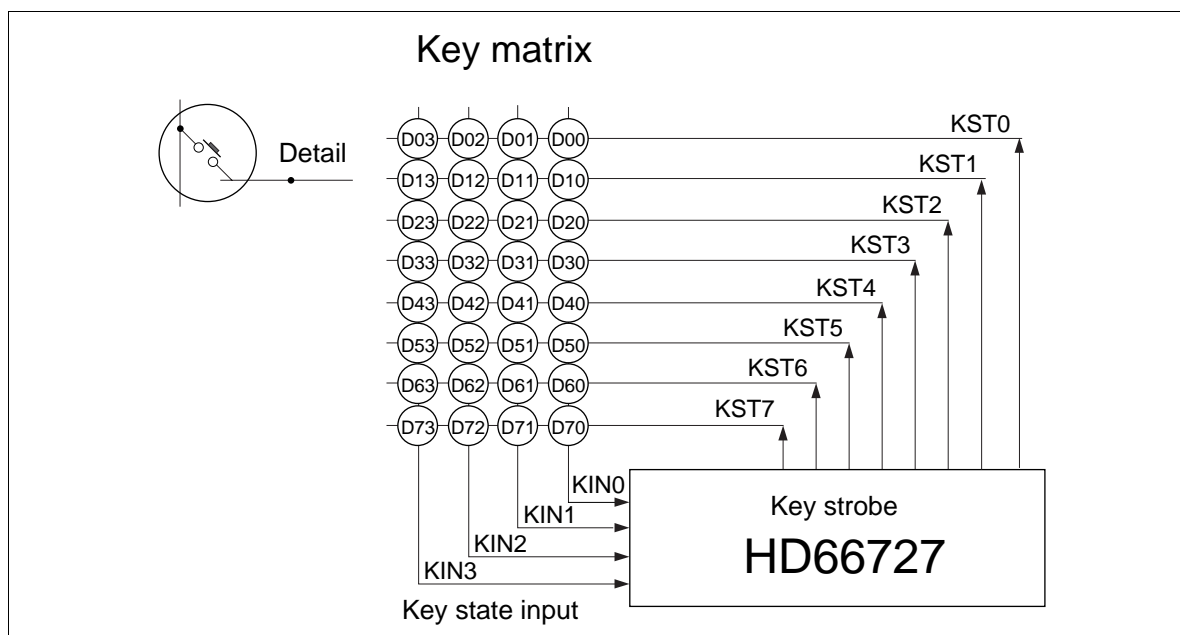 Key matrix
Detail
D03 D02 D01 D00 KST0
D13 D12 D11 D10 KST1
D23 D22 D21 D20 KST2
D33 D32 D31 D30 KST3
D43 D42 D41 D40 KST4
D53 D52 D51 D50 KST5
D63 D62 D61 D60 KST6
D73 D72 D71 D70 KST7
KIN0
KIN1
KIN2
KIN3
Key state input
Key strobe
HD66727